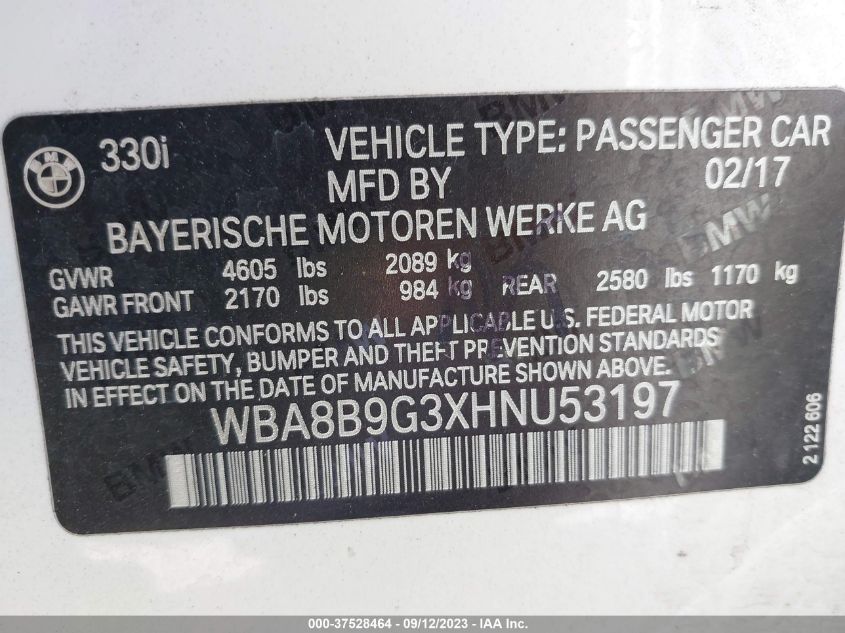 BMW
330i
VEHICLE TYPE: PASSENGER CAR
MFD BY 02/17
BAYERISCHE MOTOREN WERKE AG
GVWR 4605 lbs 2089 kg
GAWR FRONT 2170 lbs 984 kg REAR 2580 lbs 1170 kg
THIS VEHICLE CONFORMS TO ALL APPLICABLE U.S. FEDERAL MOTOR
VEHICLE SAFETY, BUMPER AND THEFT PREVENTION STANDARDS
IN EFFECT ON THE DATE OF MANUFACTURE SHOWN ABOVE.
WBA8B9G3XHNU53197
2 122 606
000-37528464 - 09/12/2023 - IAA Inc.